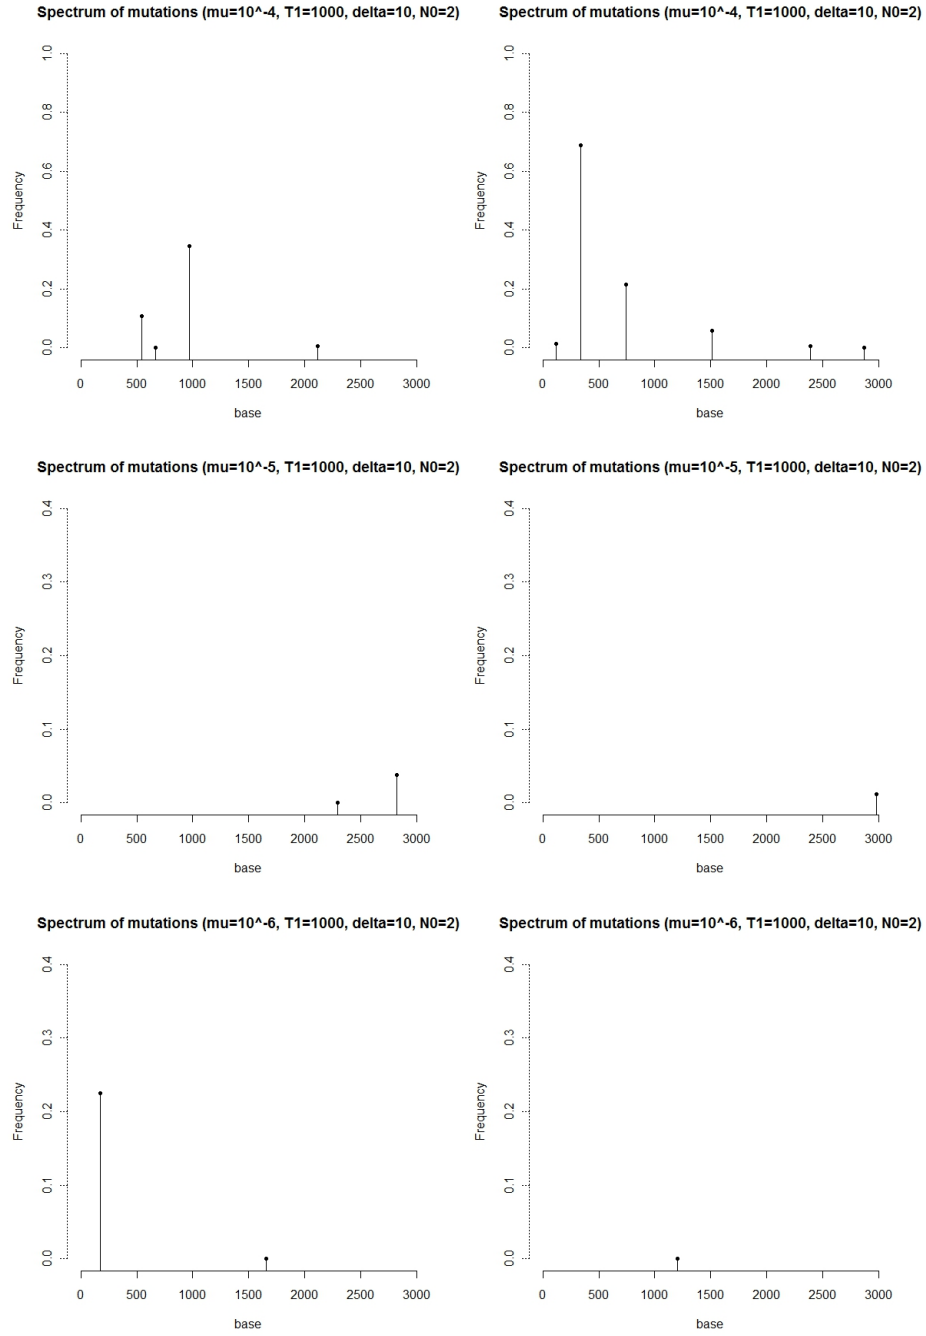 Spectrum of mutations (mu=10^-4, T1=1000, delta=10, N0=2)
Frequency
1.0
0.8
0.6
0.4
0.2
0.0
0 500 1000 1500 2000 2500 3000
base
Spectrum of mutations (mu=10^-4, T1=1000, delta=10, N0=2)
Frequency
1.0
0.8
0.6
0.4
0.2
0.0
0 500 1000 1500 2000 2500 3000
base
Spectrum of mutations (mu=10^-5, T1=1000, delta=10, N0=2)
Frequency
0.4
0.3
0.2
0.1
0.0
0 500 1000 1500 2000 2500 3000
base
Spectrum of mutations (mu=10^-5, T1=1000, delta=10, N0=2)
Frequency
0.4
0.3
0.2
0.1
0.0
0 500 1000 1500 2000 2500 3000
base
Spectrum of mutations (mu=10^-6, T1=1000, delta=10, N0=2)
Frequency
0.4
0.3
0.2
0.1
0.0
0 500 1000 1500 2000 2500 3000
base
Spectrum of mutations (mu=10^-6, T1=1000, delta=10, N0=2)
Frequency
0.4
0.3
0.2
0.1
0.0
0 500 1000 1500 2000 2500 3000
base